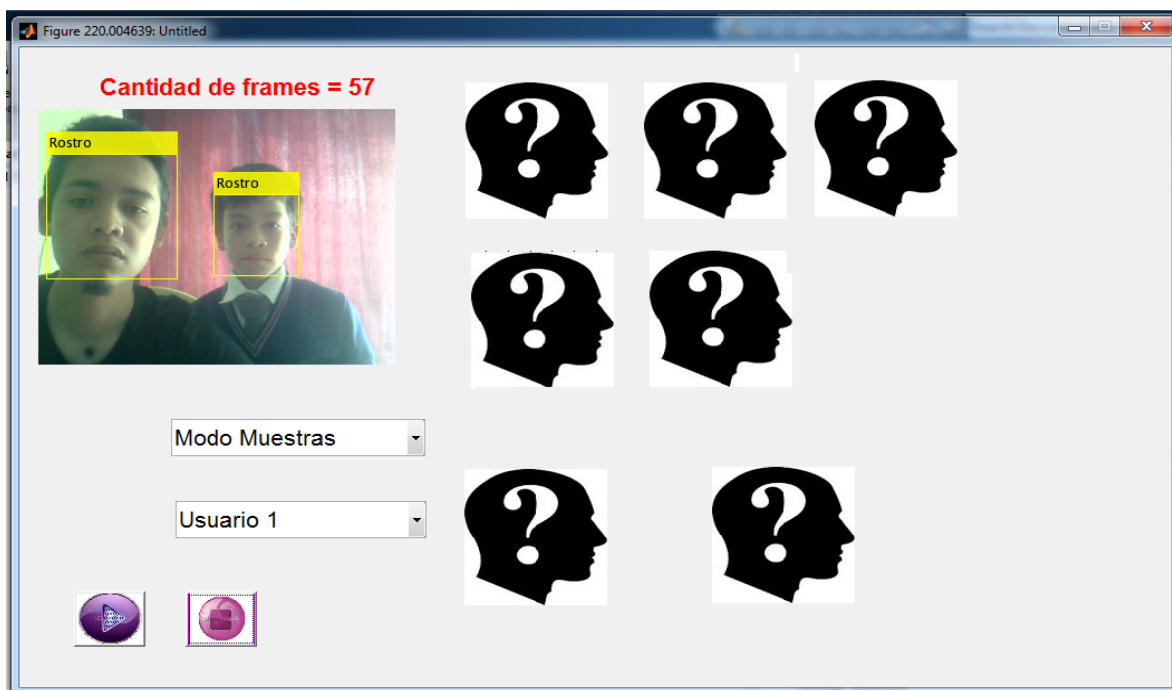 Figure 220.004639: Untitled
Cantidad de frames = 57
Rostro
Rostro
? ? ?
? ?
Modo Muestras
Usuario 1
? ?